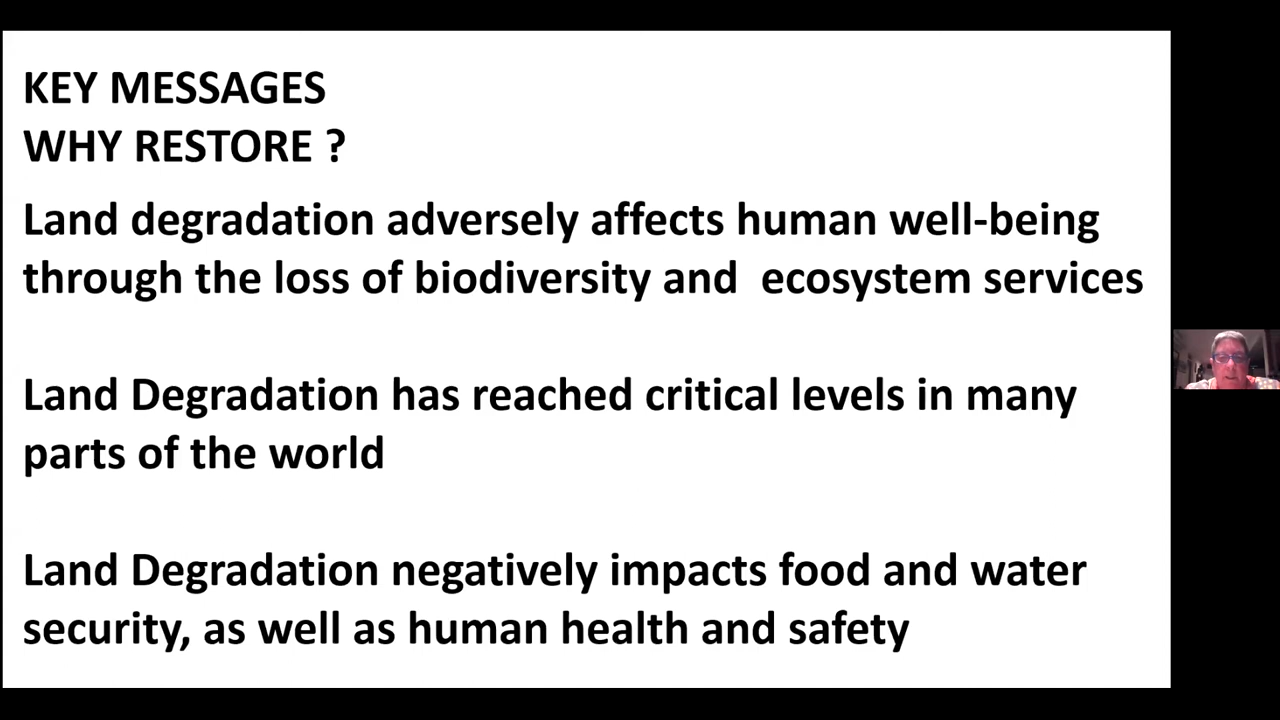 KEY MESSAGES
WHY RESTORE ?
Land degradation adversely affects human well-being
through the loss of biodiversity and  ecosystem services
Land Degradation has reached critical levels in many
parts of the world
Land Degradation negatively impacts food and water
security, as well as human health and safety